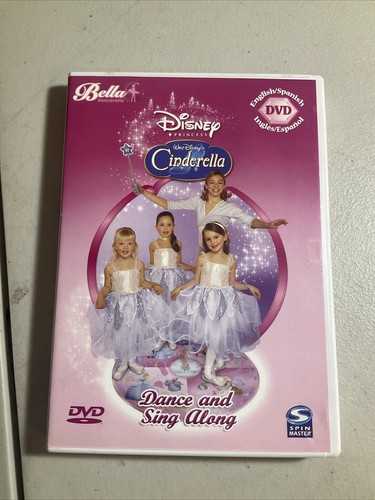 Bella
dancerella
DISNEY
PRINCESS
WALT DISNEY'S
Cinderella
English/Spanish
DVD
Inglés/Español
Dance and
Sing Along
DVD
SPIN
MASTER